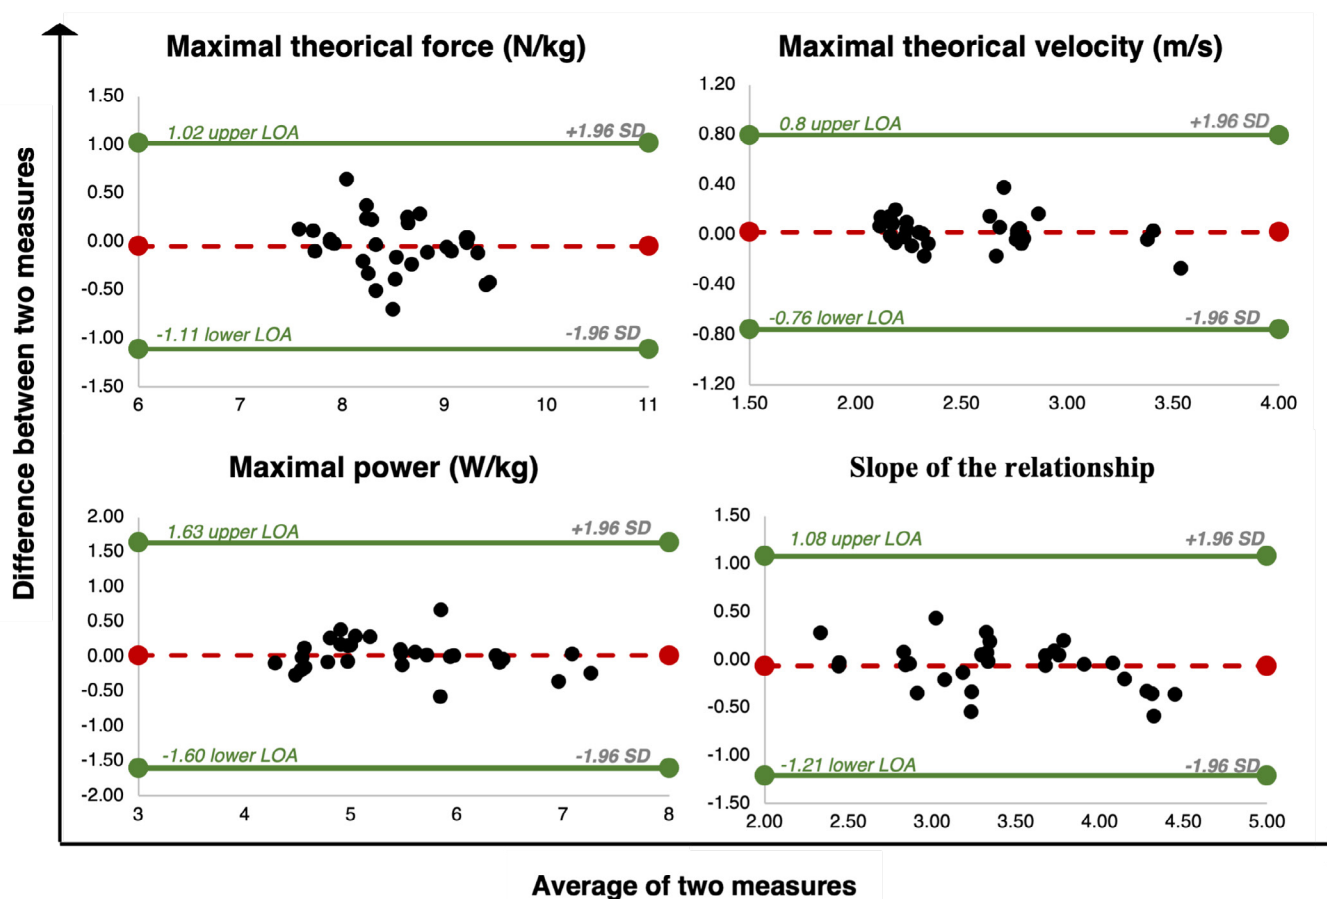 Difference between two measures
Maximal theorical force (N/kg)
1.50
1.00
0.50
0.00
-0.50
-1.00
-1.50
1.02 upper LOA
+1.96 SD
-1.11 lower LOA
-1.96 SD
6 7 8 9 10 11
Maximal theorical velocity (m/s)
1.20
0.80
0.40
0.00
-0.40
-0.80
-1.20
0.8 upper LOA
+1.96 SD
-0.76 lower LOA
-1.96 SD
1.50 2.00 2.50 3.00 3.50 4.00
Maximal power (W/kg)
2.00
1.50
1.00
0.50
0.00
-0.50
-1.00
-1.50
-2.00
1.63 upper LOA
+1.96 SD
-1.60 lower LOA
-1.96 SD
3 4 5 6 7 8
Slope of the relationship
1.50
1.00
0.50
0.00
-0.50
-1.00
-1.50
1.08 upper LOA
+1.96 SD
-1.21 lower LOA
-1.96 SD
2.00 2.50 3.00 3.50 4.00 4.50 5.00
Average of two measures